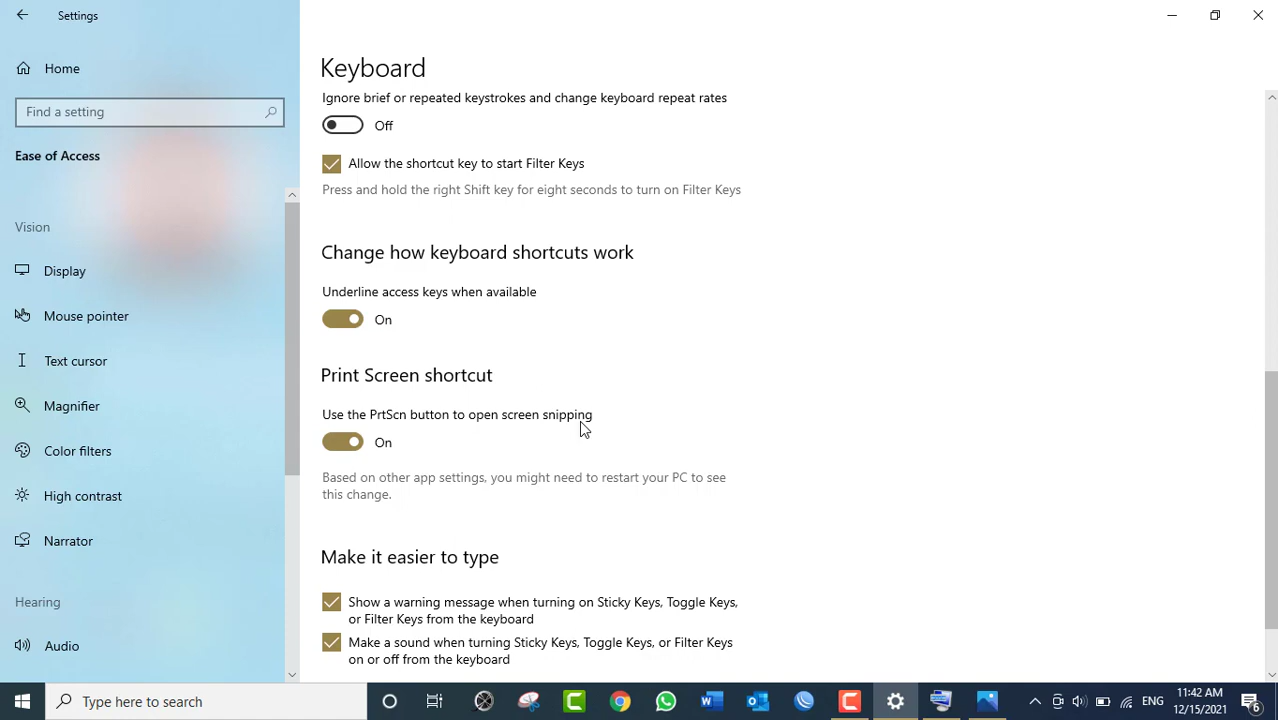 Settings
Home
Find a setting
Ease of Access
Vision
Display
Mouse pointer
Text cursor
Magnifier
Color filters
High contrast
Narrator
Hearing
Audio
Keyboard
Ignore brief or repeated keystrokes and change keyboard repeat rates
Off
Allow the shortcut key to start Filter Keys
Press and hold the right Shift key for eight seconds to turn on Filter Keys
Change how keyboard shortcuts work
Underline access keys when available
On
Print Screen shortcut
Use the PrtScn button to open screen snipping
On
Based on other app settings, you might need to restart your PC to see
this change.
Make it easier to type
Show a warning message when turning on Sticky Keys, Toggle Keys,
or Filter Keys from the keyboard
Make a sound when turning Sticky Keys, Toggle Keys, or Filter Keys
on or off from the keyboard
Type here to search
ENG
11:42 AM
12/15/2021
6